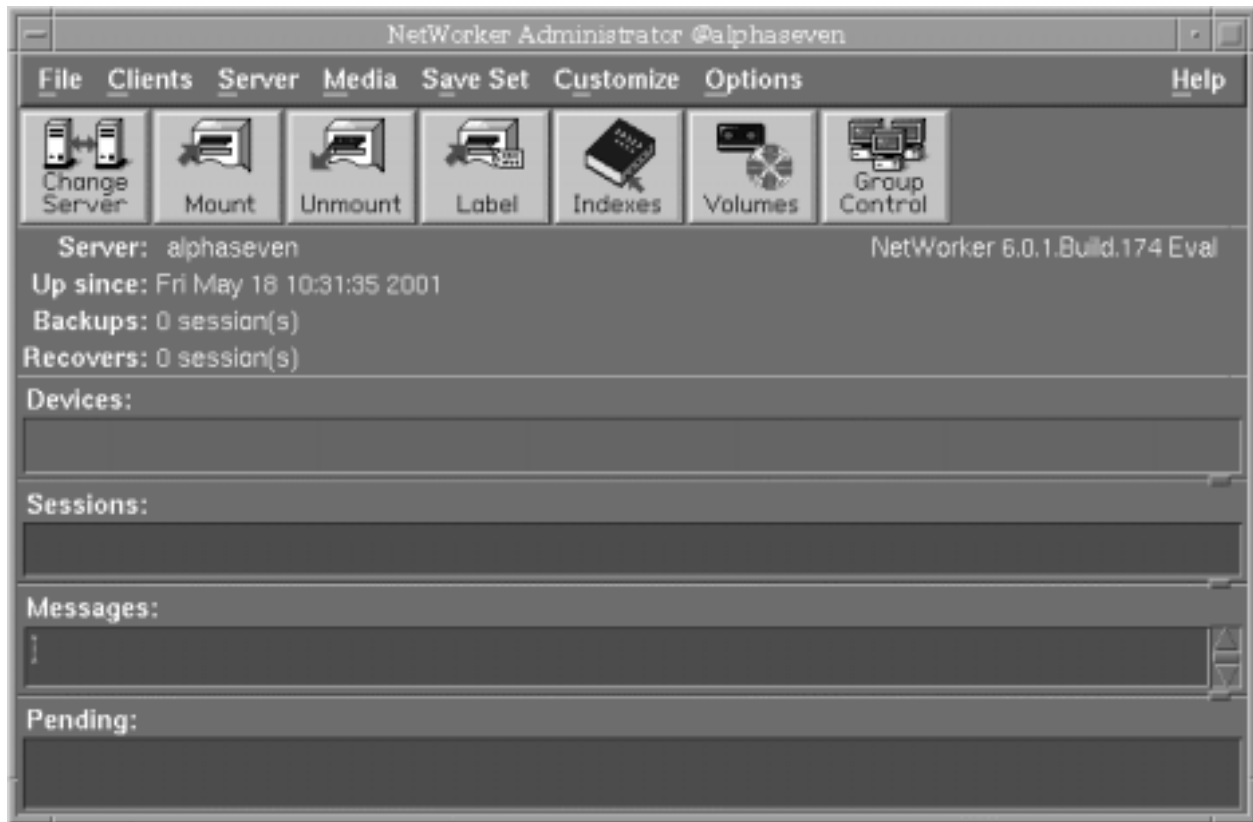 NetWorker Administrator @alphaseven
File Clients Server Media Save Set Customize Options Help
Change Server Mount Unmount Label Indexes Volumes Group Control
Server: alphaseven NetWorker 6.0.1.Build.174 Eval
Up since: Fri May 18 10:31:35 2001
Backups: 0 session(s)
Recovers: 0 session(s)
Devices:
Sessions:
Messages:
Pending: